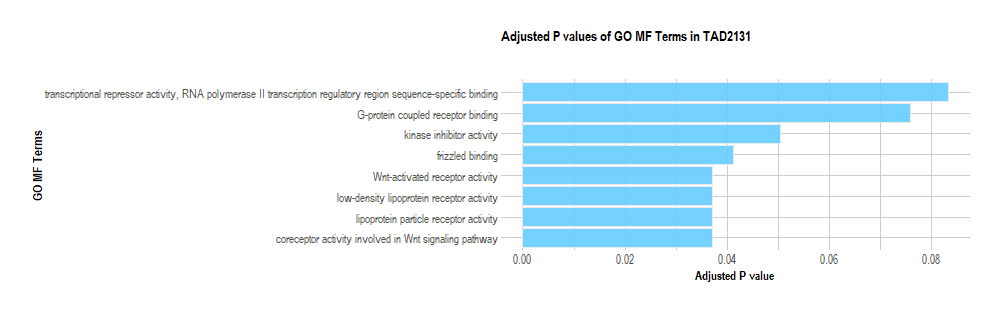 Adjusted P values of GO MF Terms in TAD2131
GO MF Terms
transcriptional repressor activity, RNA polymerase II transcription regulatory region sequence-specific binding
G-protein coupled receptor binding
kinase inhibitor activity
frizzled binding
Wnt-activated receptor activity
low-density lipoprotein receptor activity
lipoprotein particle receptor activity
coreceptor activity involved in Wnt signaling pathway
0.00 0.02 0.04 0.06 0.08
Adjusted P value